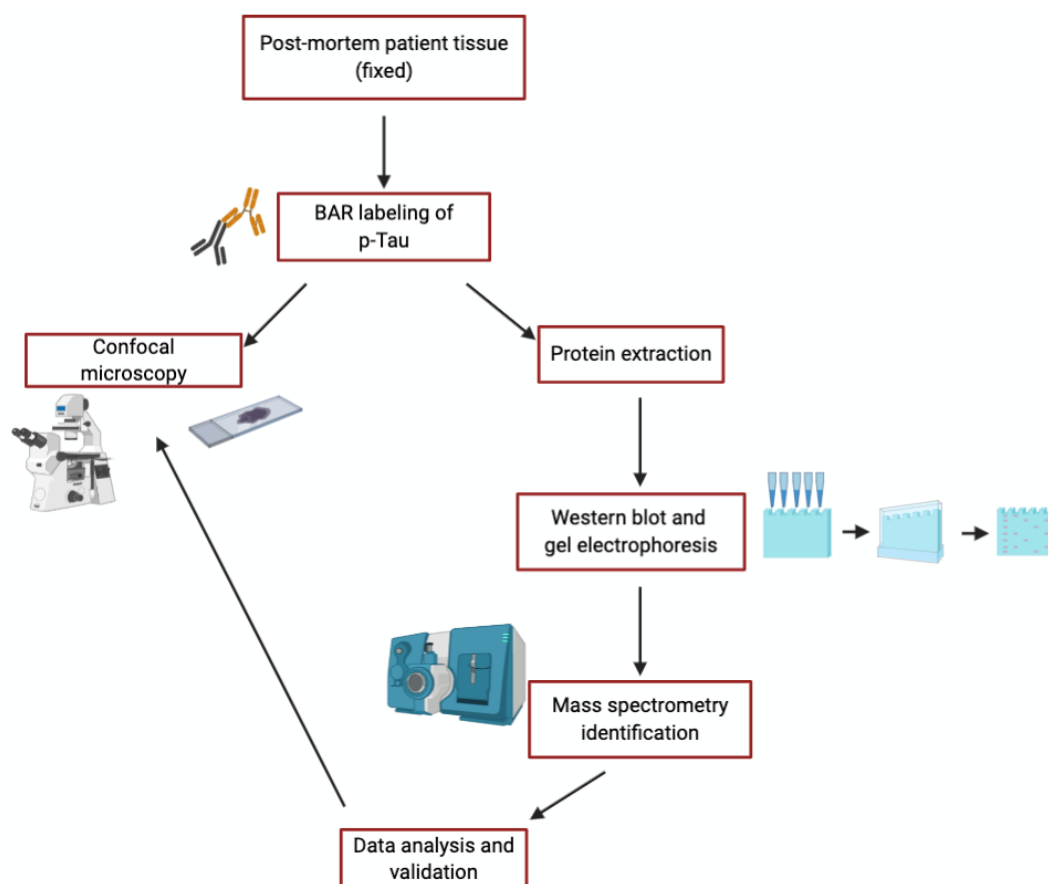 Post-mortem patient tissue
(fixed)
BAR labeling of
p-Tau
Confocal
microscopy
Protein extraction
Western blot and
gel electrophoresis
Mass spectrometry
identification
Data analysis and
validation